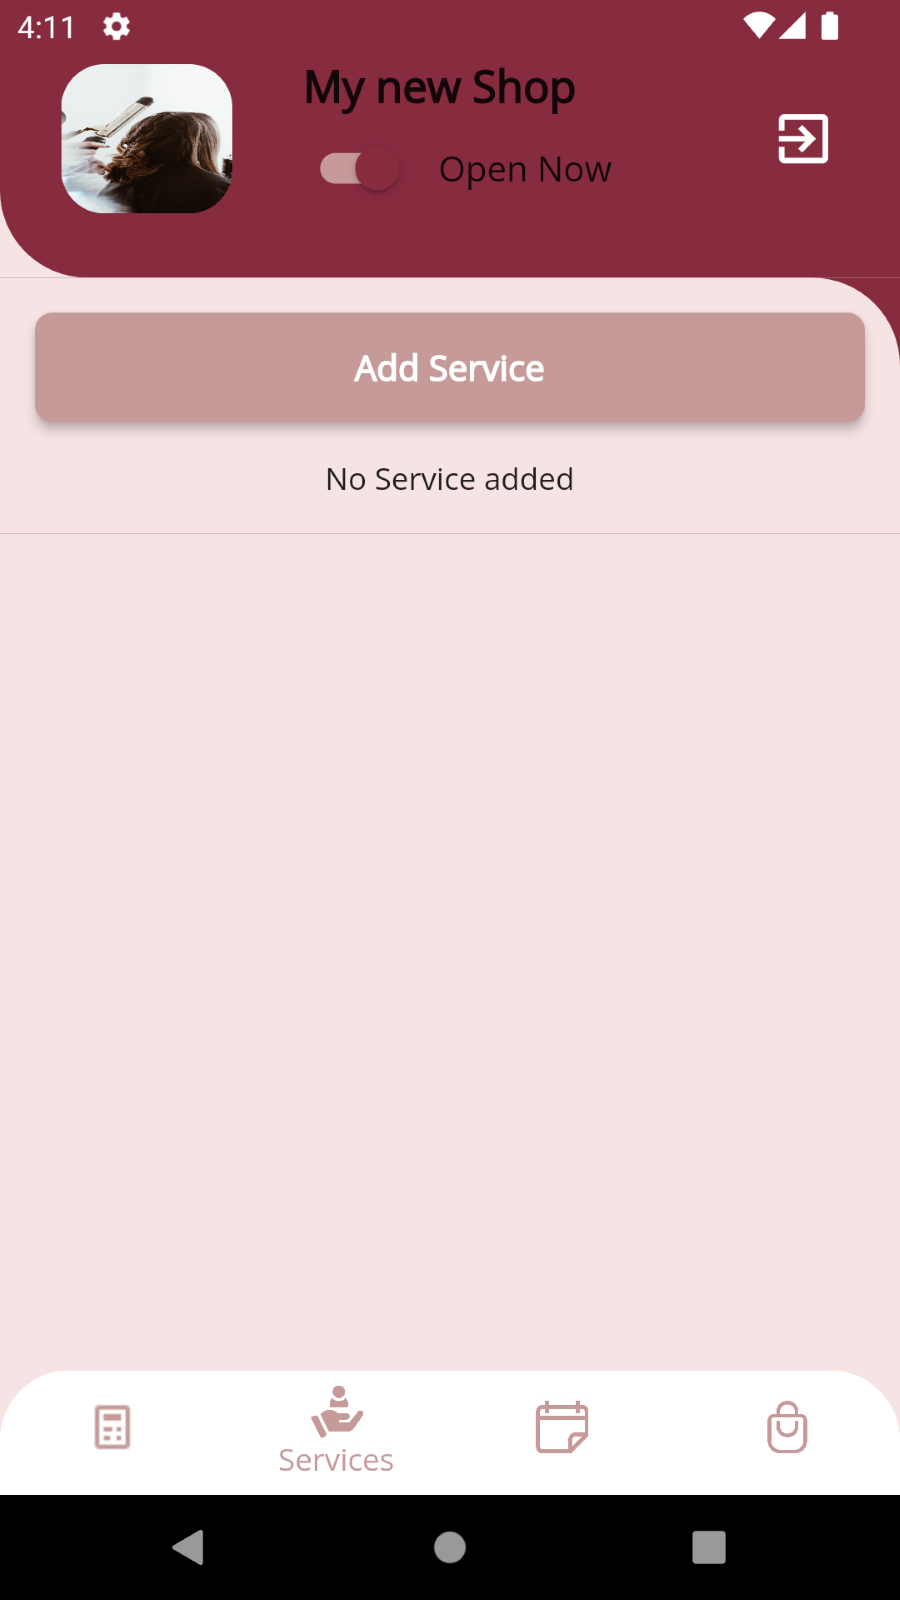 4:11
My new Shop
Open Now
Add Service
No Service added
Services